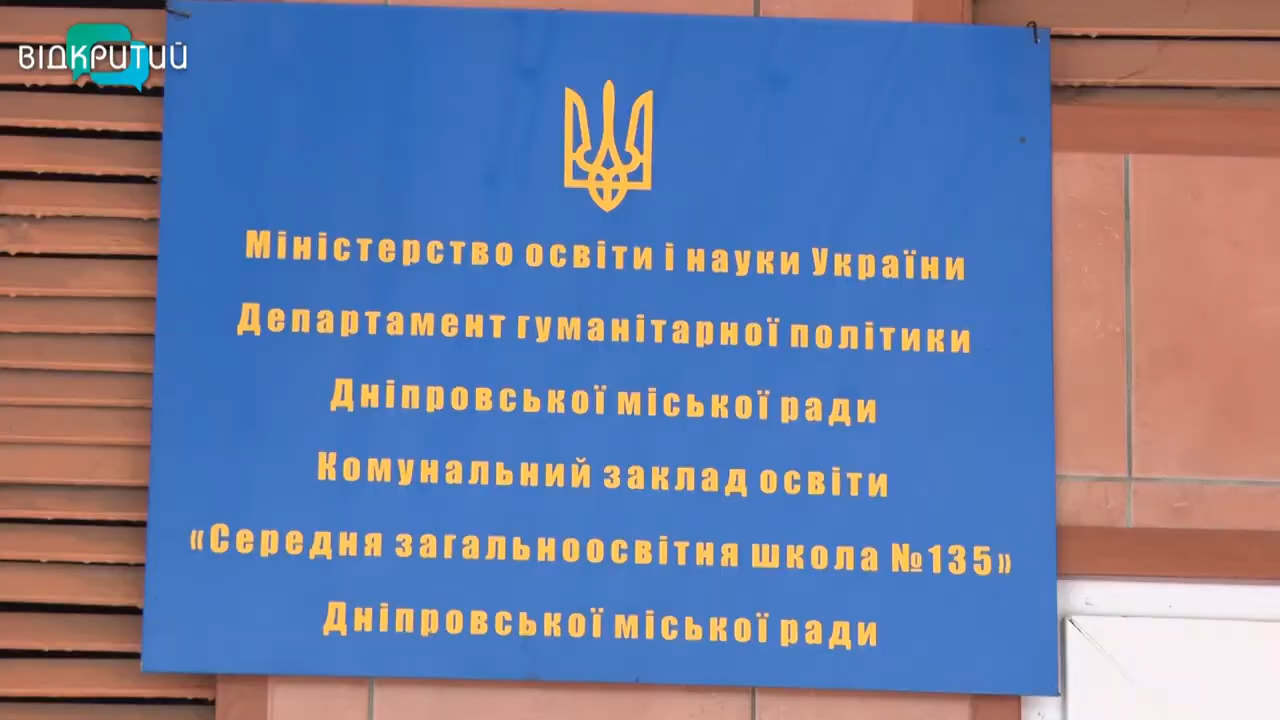 ВІДКРИТИЙ
Міністерство освіти і науки України
Департамент гуманітарної політики
Дніпровської міської ради
Комунальний заклад освіти
«Середня загальноосвітня школа №135»
Дніпровської міської ради